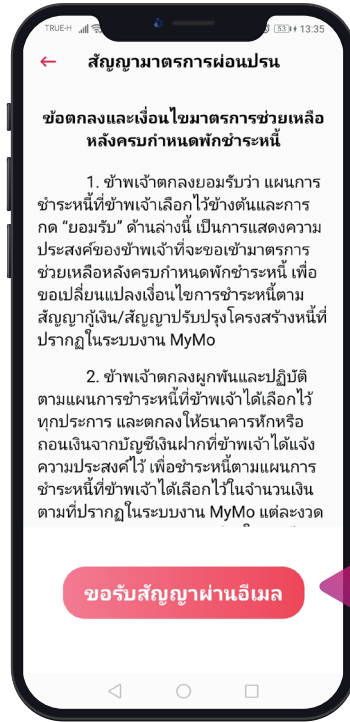 TRUE-H 53 13:35
← สัญญามาตรการผ่อนปรน
ข้อตกลงและเงื่อนไขมาตรการช่วยเหลือ
หลังครบกำหนดพักชำระหนี้
1. ข้าพเจ้าตกลงยอมรับว่า แผนการ
ชำระหนี้ที่ข้าพเจ้าเลือกไว้ข้างต้นและการ
กด “ยอมรับ” ด้านล่างนี้ เป็นการแสดงความ
ประสงค์ของข้าพเจ้าที่จะขอเข้ามาตรการ
ช่วยเหลือหลังครบกำหนดพักชำระหนี้ เพื่อ
ขอเปลี่ยนแปลงเงื่อนไขการชำระหนี้ตาม
สัญญากู้เงิน/สัญญาปรับปรุงโครงสร้างหนี้ที่
ปรากฏในระบบงาน MyMo
2. ข้าพเจ้าตกลงผูกพันและปฏิบัติ
ตามแผนการชำระหนี้ที่ข้าพเจ้าได้เลือกไว้
ทุกประการ และตกลงให้ธนาคารหักหรือ
ถอนเงินจากบัญชีเงินฝากที่ข้าพเจ้าได้แจ้ง
ความประสงค์ไว้ เพื่อชำระหนี้ตามแผนการ
ชำระหนี้ที่ข้าพเจ้าได้เลือกไว้ในจำนวนเงิน
ตามที่ปรากฏในระบบงาน MyMo แต่ละงวด
ขอรับสัญญาผ่านอีเมล